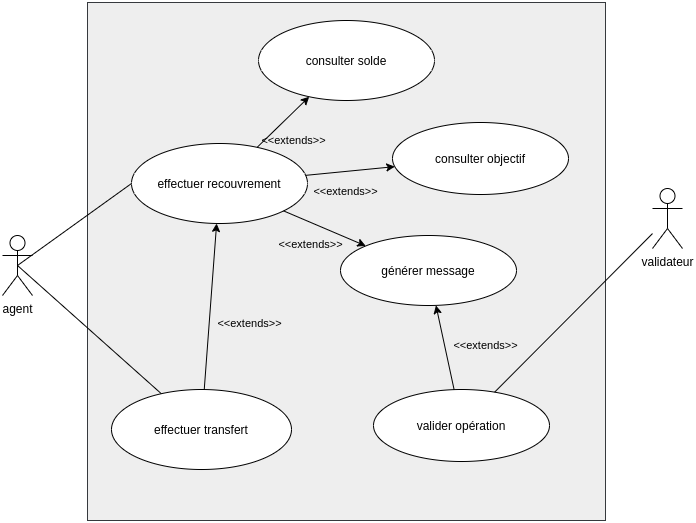 consulter solde
<<extends>>
consulter objectif
effectuer recouvrement
<<extends>>
<<extends>>
validateur
générer message
agent
<<extends>>
<<extends>>
effectuer transfert
valider opération